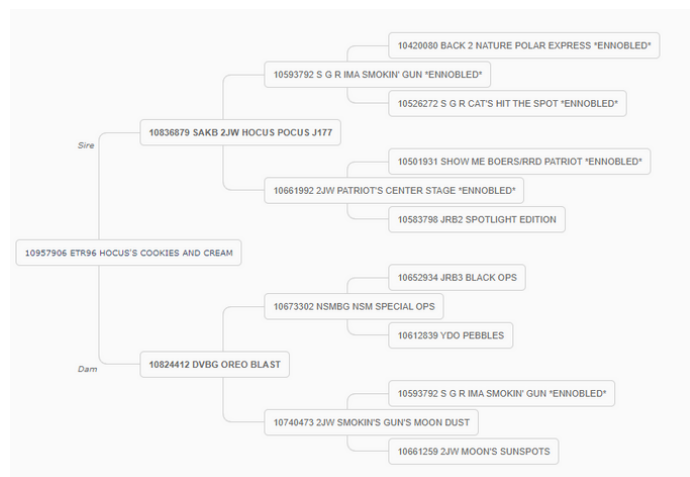 10420080 BACK 2 NATURE POLAR EXPRESS *ENNOBLED*
10593792 S G R IMA SMOKIN' GUN *ENNOBLED*
10526272 S G R CAT'S HIT THE SPOT *ENNOBLED*
10836879 SAKB 2JW HOCUS POCUS J177
Sire
10501931 SHOW ME BOERS/RRD PATRIOT *ENNOBLED*
10661992 2JW PATRIOT'S CENTER STAGE *ENNOBLED*
10583798 JRB2 SPOTLIGHT EDITION
10957906 ETR96 HOCUS'S COOKIES AND CREAM
10652934 JRB3 BLACK OPS
10673302 NSMBG NSM SPECIAL OPS
10612839 YDO PEBBLES
10824412 DVBG OREO BLAST
Dam
10593792 S G R IMA SMOKIN' GUN *ENNOBLED*
10740473 2JW SMOKIN'S GUN'S MOON DUST
10661259 2JW MOON'S SUNSPOTS